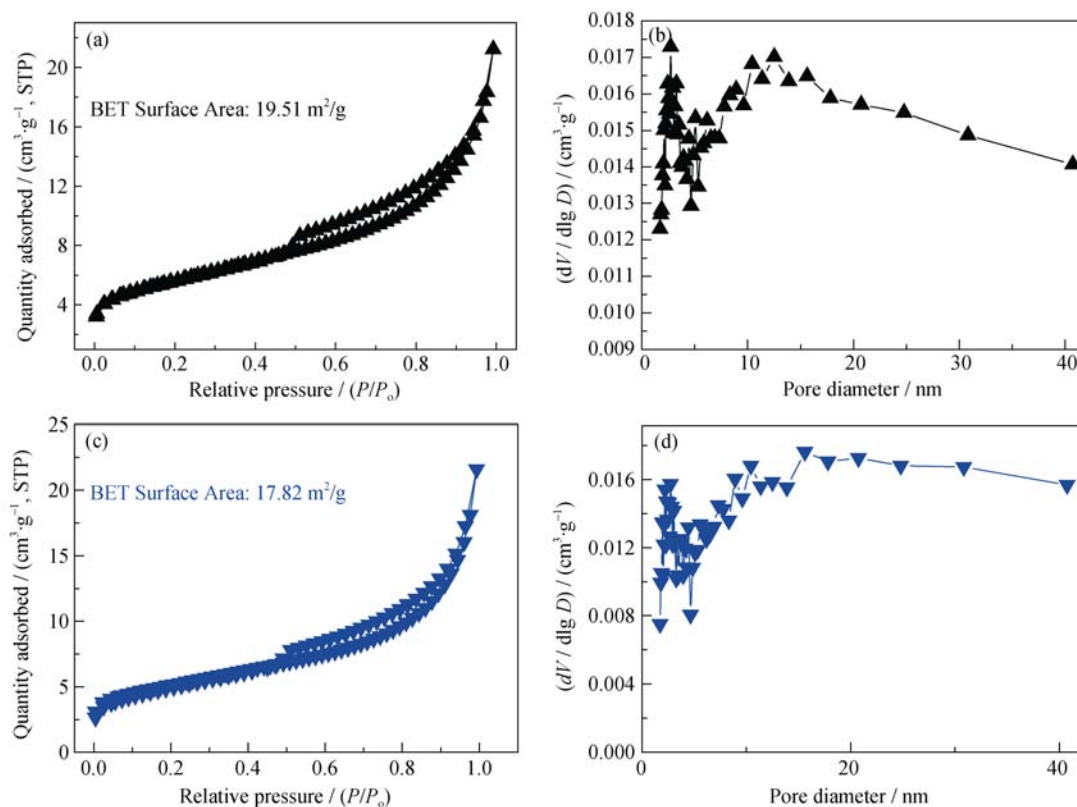 (a)
BET Surface Area: 19.51 m²/g
Quantity adsorbed / (cm³·g⁻¹, STP)
20
16
12
8
4
0.0 0.2 0.4 0.6 0.8 1.0
Relative pressure / (P/Pₒ)
(b)
(dV / dlg D) / (cm³·g⁻¹)
0.018
0.017
0.016
0.015
0.014
0.013
0.012
0.011
0.010
0.009
0 10 20 30 40
Pore diameter / nm
(c)
BET Surface Area: 17.82 m²/g
Quantity adsorbed / (cm³·g⁻¹, STP)
25
20
15
10
5
0
0.0 0.2 0.4 0.6 0.8 1.0
Relative pressure / (P/Pₒ)
(d)
(dV / dlg D) / (cm³·g⁻¹)
0.016
0.012
0.008
0.004
0.000
0 10 20 30 40
Pore diameter / nm